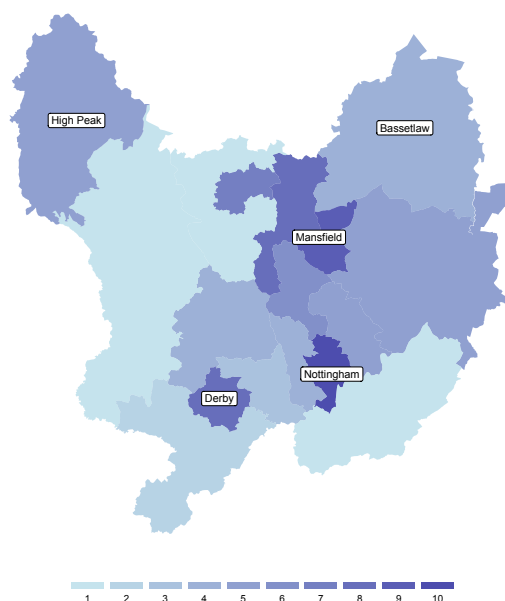 High Peak
Bassetlaw
Mansfield
Nottingham
Derby
1 2 3 4 5 6 7 8 9 10